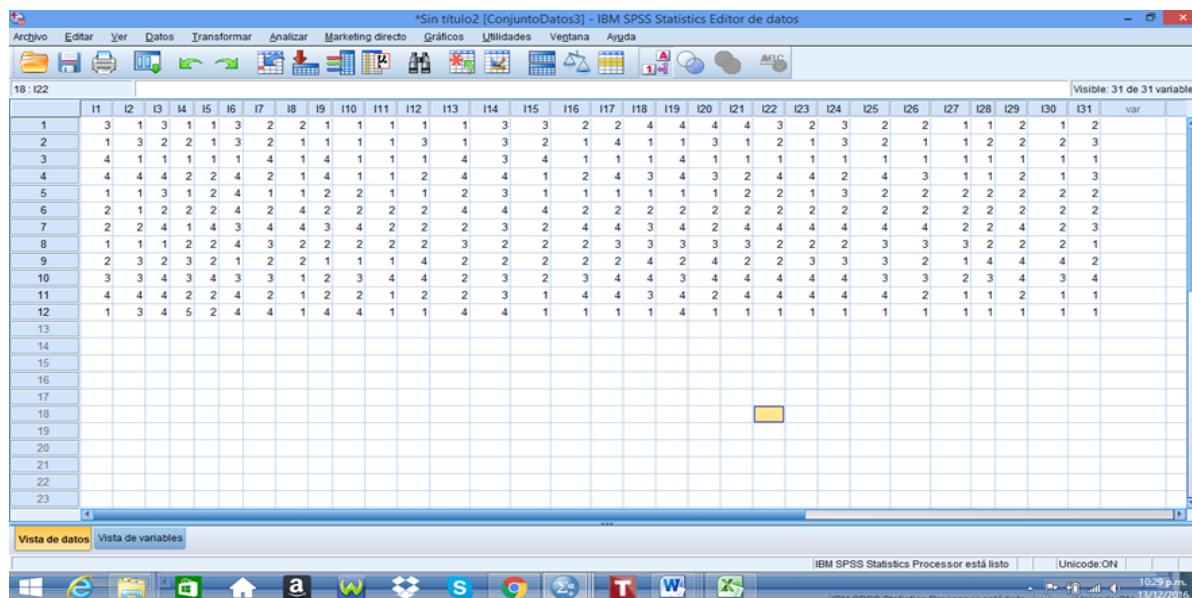 *Sin título2 [ConjuntoDatos3] - IBM SPSS Statistics Editor de datos
Archivo Editar Ver Datos Transformar Analizar Marketing directo Gráficos Utilidades Ventana Ayuda
18 : I22 Visible: 31 de 31 variable
I1 I2 I3 I4 I5 I6 I7 I8 I9 I10 I11 I12 I13 I14 I15 I16 I17 I18 I19 I20 I21 I22 I23 I24 I25 I26 I27 I28 I29 I30 I31 var
1 3 1 3 1 1 3 2 2 1 1 1 1 1 3 3 2 2 4 4 4 4 3 2 3 2 2 1 1 2 1 2
2 1 3 2 2 1 3 2 1 1 1 1 3 1 3 2 1 4 1 1 3 1 2 1 3 2 1 1 2 2 2 3
3 4 1 1 1 1 1 4 1 4 1 1 1 4 3 4 1 1 1 4 1 1 1 1 1 1 1 1 1 1 1 1
4 4 4 4 2 2 4 2 1 4 1 1 2 4 4 1 2 4 3 4 3 2 4 4 2 4 3 1 1 2 1 3
5 1 1 3 1 2 4 1 1 2 2 1 1 2 3 1 1 1 1 1 1 2 2 1 3 2 2 2 2 2 2 2
6 2 1 2 2 2 4 2 4 2 2 2 2 4 4 4 2 2 2 2 2 2 2 2 2 2 2 2 2 2 2 2
7 2 2 4 1 4 3 4 4 3 4 2 2 2 3 2 4 4 3 4 2 4 4 4 4 4 4 2 2 4 2 3
8 1 1 1 2 2 4 3 2 2 2 2 2 3 2 2 2 3 3 3 3 3 2 2 2 3 3 3 2 2 2 1
9 2 3 2 3 2 1 2 2 1 1 1 4 2 2 2 2 2 4 2 4 2 2 3 3 3 2 1 4 4 4 2
10 3 3 4 3 4 3 3 1 2 3 4 4 2 3 2 3 4 4 3 4 4 4 4 4 3 3 2 3 4 3 4
11 4 4 4 2 2 4 2 1 2 2 1 2 2 3 1 4 4 3 4 2 4 4 4 4 4 2 1 1 2 1 1
12 1 3 4 5 2 4 4 1 4 4 1 1 4 4 1 1 1 1 4 1 1 1 1 1 1 1 1 1 1 1 1
13
14
15
16
17
18
19
20
21
22
23
Vista de datos Vista de variables
IBM SPSS Statistics Processor está listo Unicode:ON
10:29 p.m.
13/12/2016